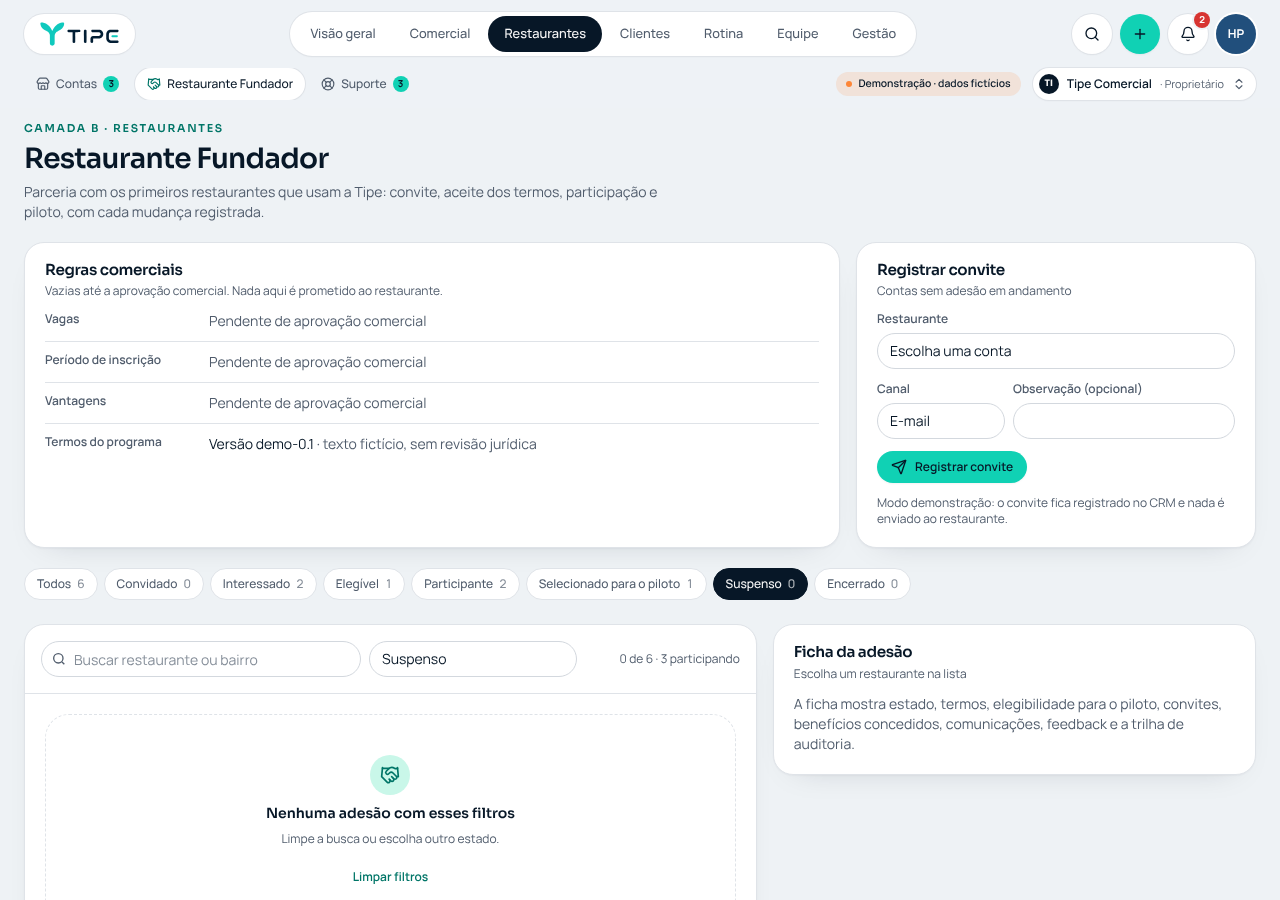 TIPE
Visão geral
Comercial
Restaurantes
Clientes
Rotina
Equipe
Gestão
2
HP
Contas 3
Restaurante Fundador
Suporte 3
Demonstração · dados fictícios
TI Tipe Comercial · Proprietário
CAMADA B · RESTAURANTES
Restaurante Fundador
Parceria com os primeiros restaurantes que usam a Tipe: convite, aceite dos termos, participação e
piloto, com cada mudança registrada.
Regras comerciais
Vazias até a aprovação comercial. Nada aqui é prometido ao restaurante.
Vagas Pendente de aprovação comercial
Período de inscrição Pendente de aprovação comercial
Vantagens Pendente de aprovação comercial
Termos do programa Versão demo-0.1 · texto fictício, sem revisão jurídica
Registrar convite
Contas sem adesão em andamento
Restaurante
Escolha uma conta
Canal Observação (opcional)
E-mail
Registrar convite
Modo demonstração: o convite fica registrado no CRM e nada é
enviado ao restaurante.
Todos 6
Convidado 0
Interessado 2
Elegível 1
Participante 2
Selecionado para o piloto 1
Suspenso 0
Encerrado 0
Buscar restaurante ou bairro
Suspenso
0 de 6 · 3 participando
Nenhuma adesão com esses filtros
Limpe a busca ou escolha outro estado.
Limpar filtros
Ficha da adesão
Escolha um restaurante na lista
A ficha mostra estado, termos, elegibilidade para o piloto, convites,
benefícios concedidos, comunicações, feedback e a trilha de
auditoria.